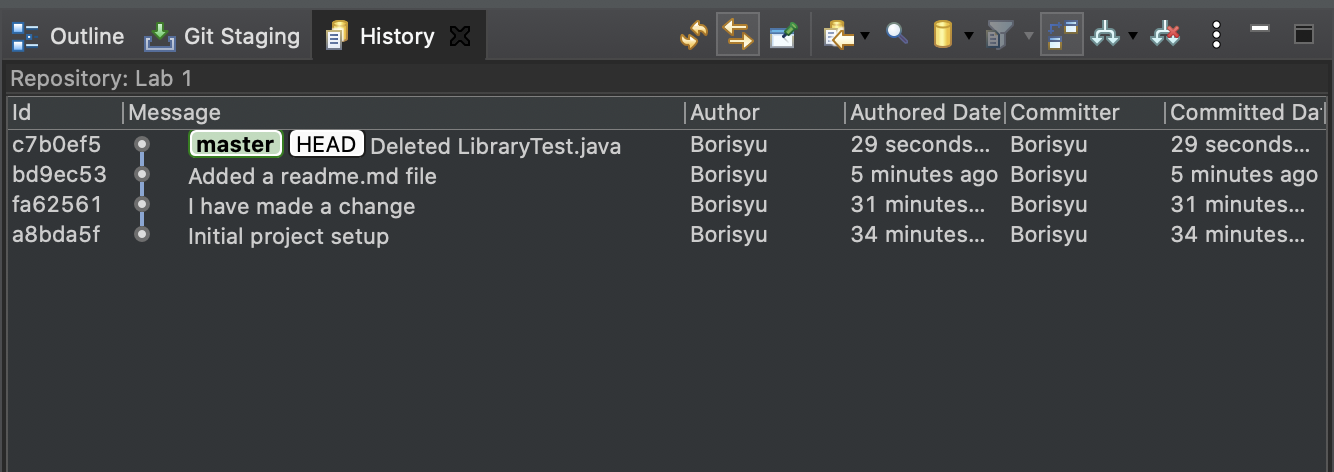 Outline Git Staging History
Repository: Lab 1
Id Message Author Authored Date Committer Committed Da
c7b0ef5 master HEAD Deleted LibraryTest.java Borisyu 29 seconds... Borisyu 29 seconds...
bd9ec53 Added a readme.md file Borisyu 5 minutes ago Borisyu 5 minutes ago
fa62561 I have made a change Borisyu 31 minutes... Borisyu 31 minutes...
a8bda5f Initial project setup Borisyu 34 minutes... Borisyu 34 minutes...